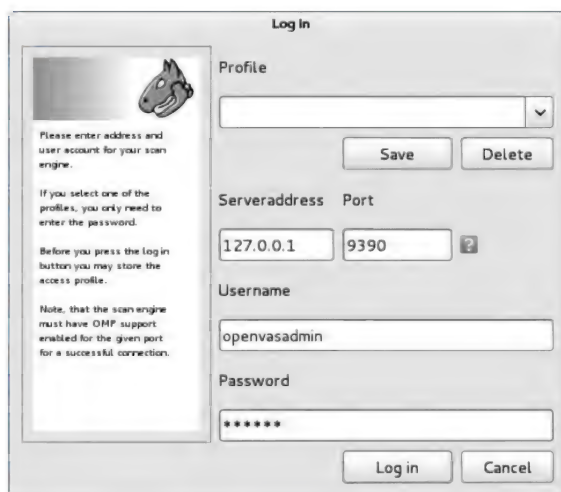 Log in
Please enter address and
user account for your scan
engine.
If you select one of the
profiles, you only need to
enter the password.
Before you press the log in
button you may store the
access profile.
Note, that the scan engine
must have OMP support
enabled for the given port
for a successful connection.
Profile
Save Delete
Serveraddress Port
127.0.0.1 9390 ?
Username
openvasadmin
Password
******
Log in Cancel